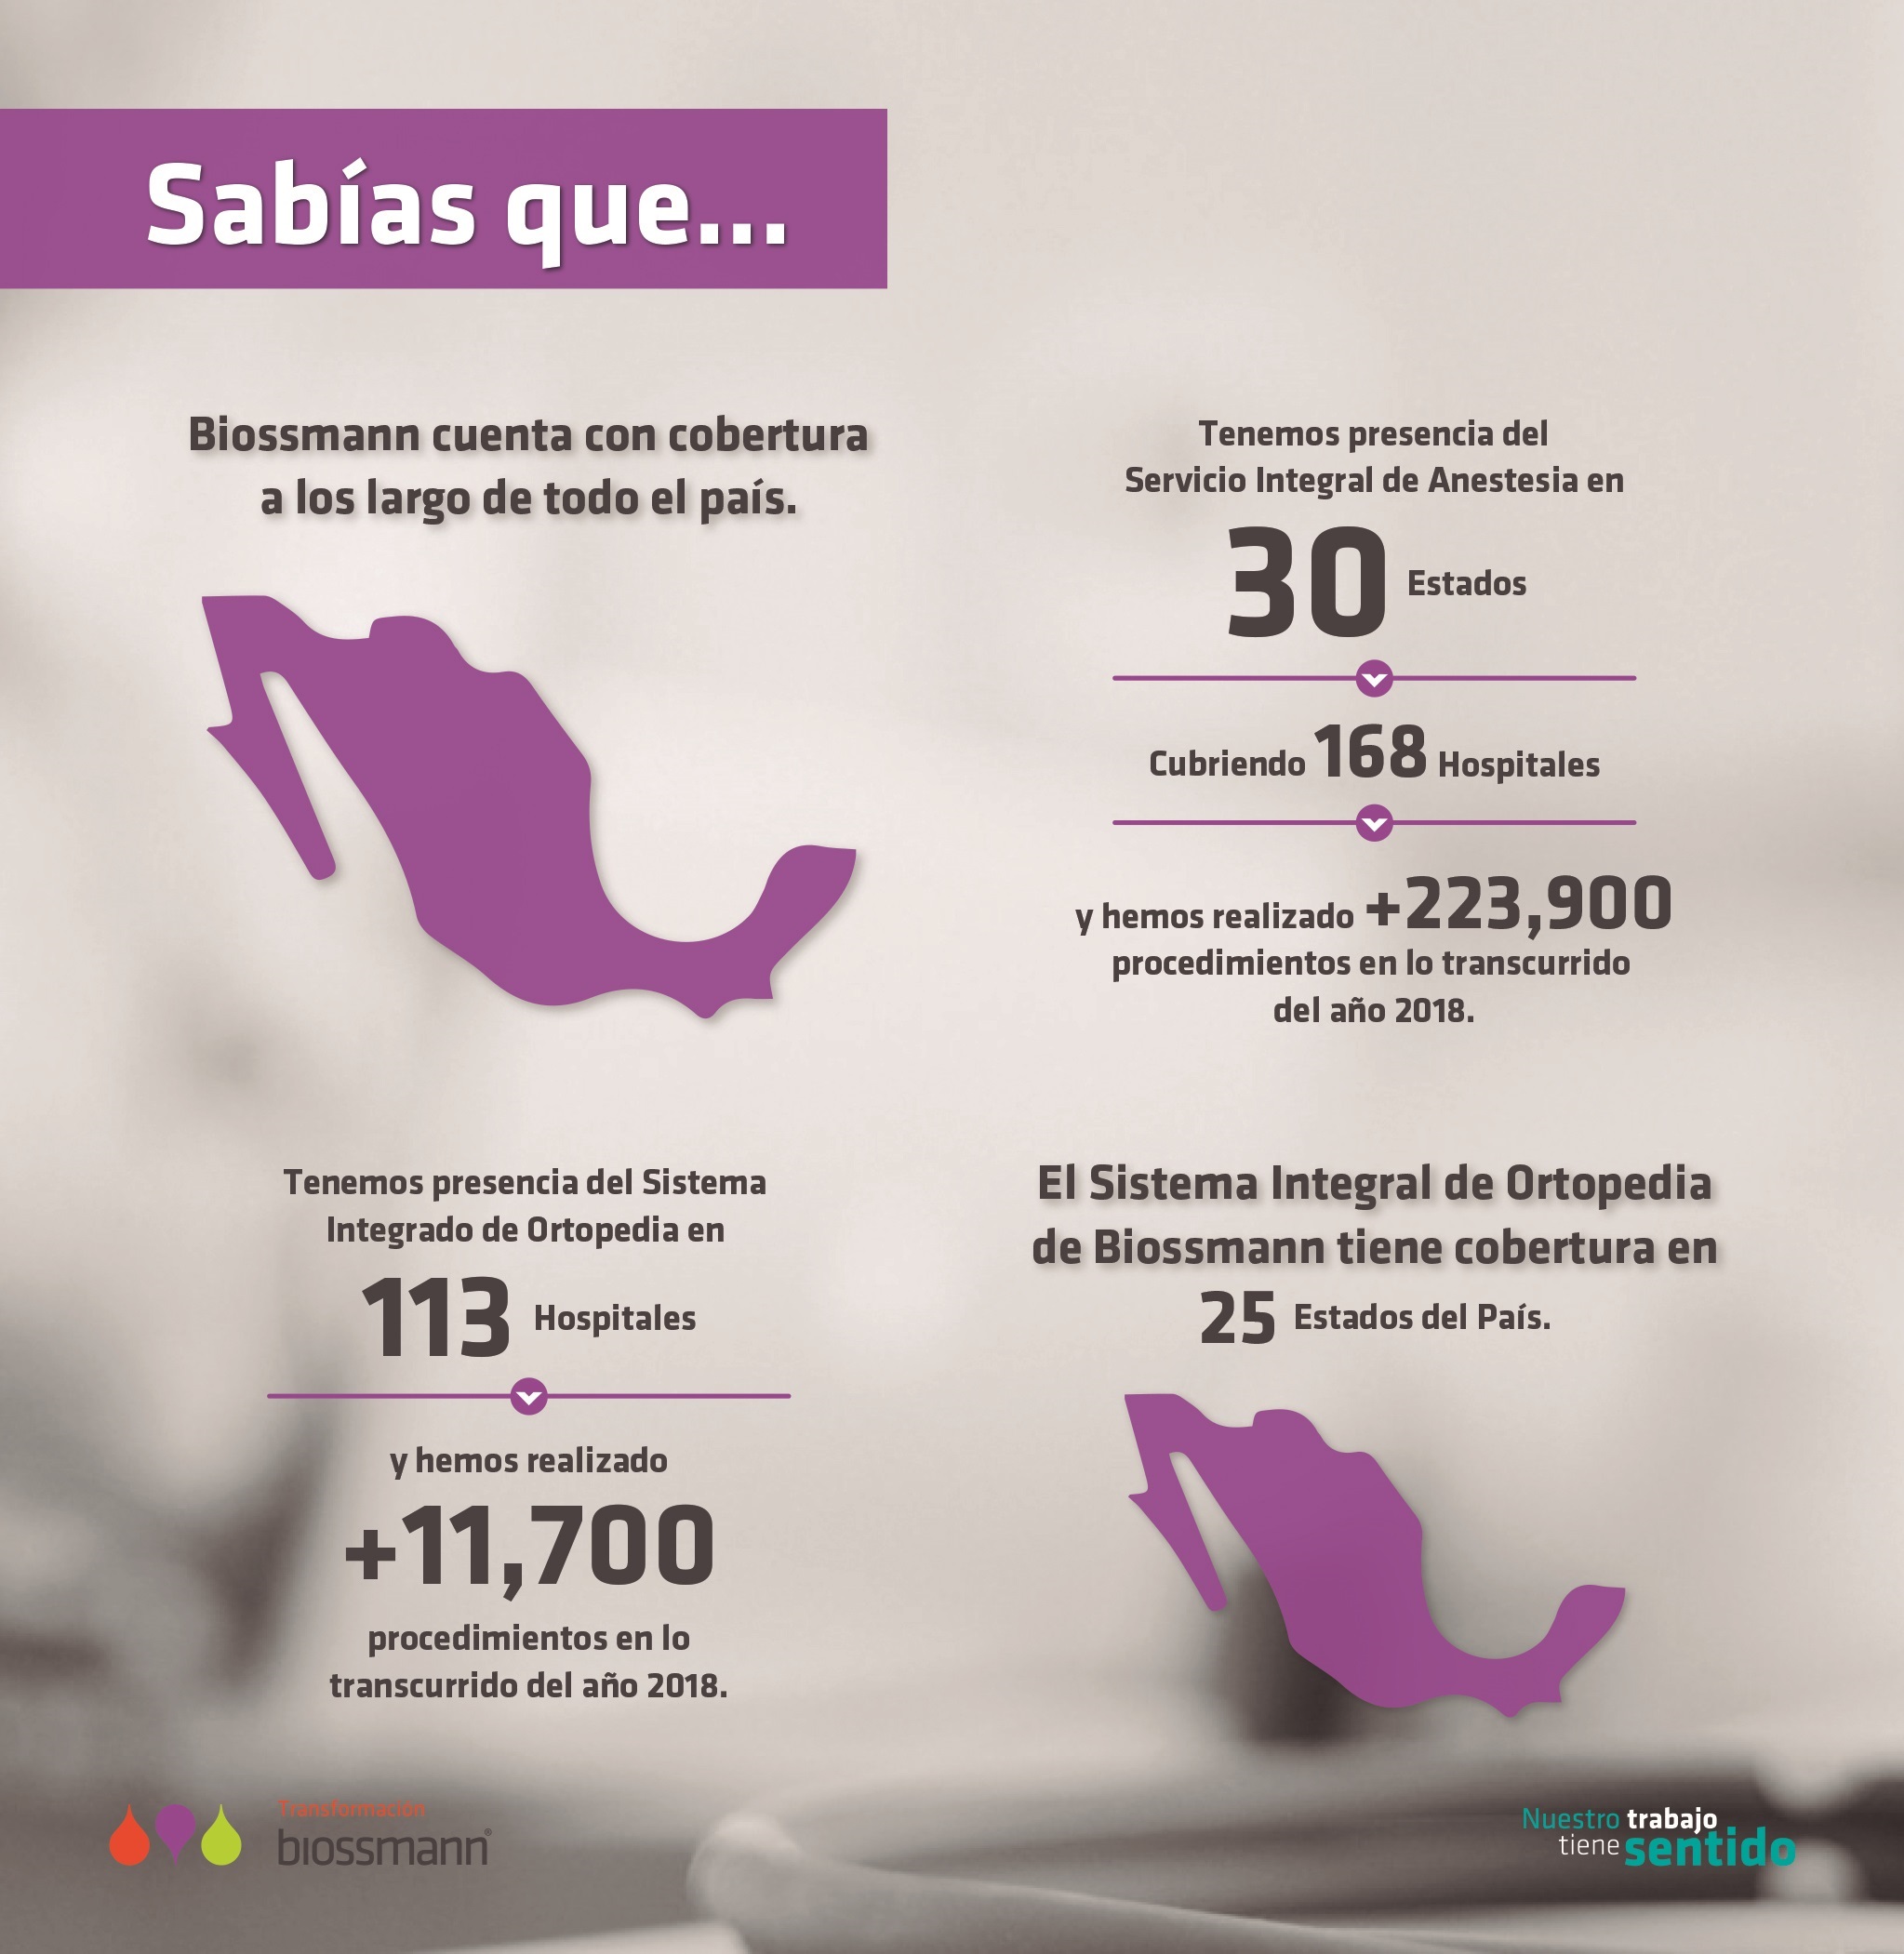 Sabías que...
Biossmann cuenta con cobertura
a los largo de todo el país.
Tenemos presencia del
Servicio Integral de Anestesia en
30 Estados
Cubriendo 168 Hospitales
y hemos realizado +223,900
procedimientos en lo transcurrido
del año 2018.
Tenemos presencia del Sistema
Integrado de Ortopedia en
113 Hospitales
y hemos realizado
+11,700
procedimientos en lo
transcurrido del año 2018.
El Sistema Integral de Ortopedia
de Biossmann tiene cobertura en
25 Estados del País.
Transformación
biossmann®
Nuestro trabajo
tiene sentido